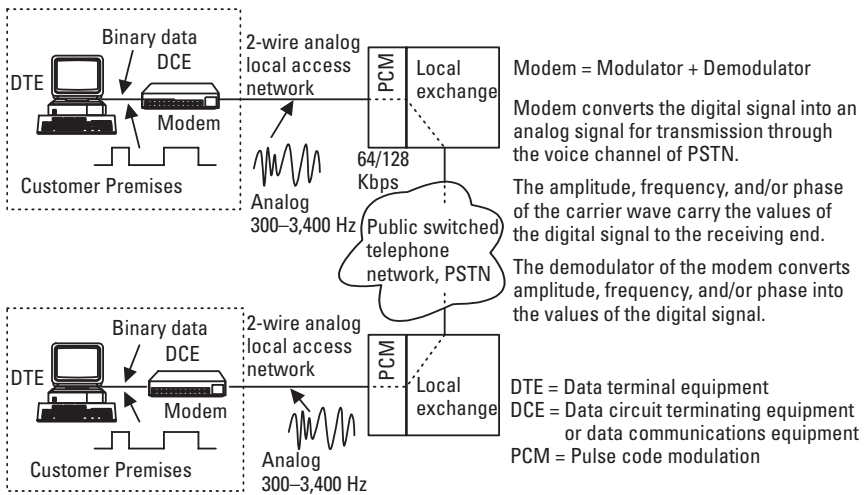 Binary data
DCE
DTE
Modem
Customer Premises
2-wire analog
local access
network
Analog
300–3,400 Hz
PCM
Local
exchange
64/128
Kbps
Public switched
telephone
network, PSTN
Modem = Modulator + Demodulator
Modem converts the digital signal into an
analog signal for transmission through
the voice channel of PSTN.
The amplitude, frequency, and/or phase
of the carrier wave carry the values of
the digital signal to the receiving end.
The demodulator of the modem converts
amplitude, frequency, and/or phase into
the values of the digital signal.
Binary data
DCE
DTE
Modem
Customer Premises
2-wire analog
local access
network
Analog
300–3,400 Hz
PCM
Local
exchange
DTE = Data terminal equipment
DCE = Data circuit terminating equipment
or data communications equipment
PCM = Pulse code modulation